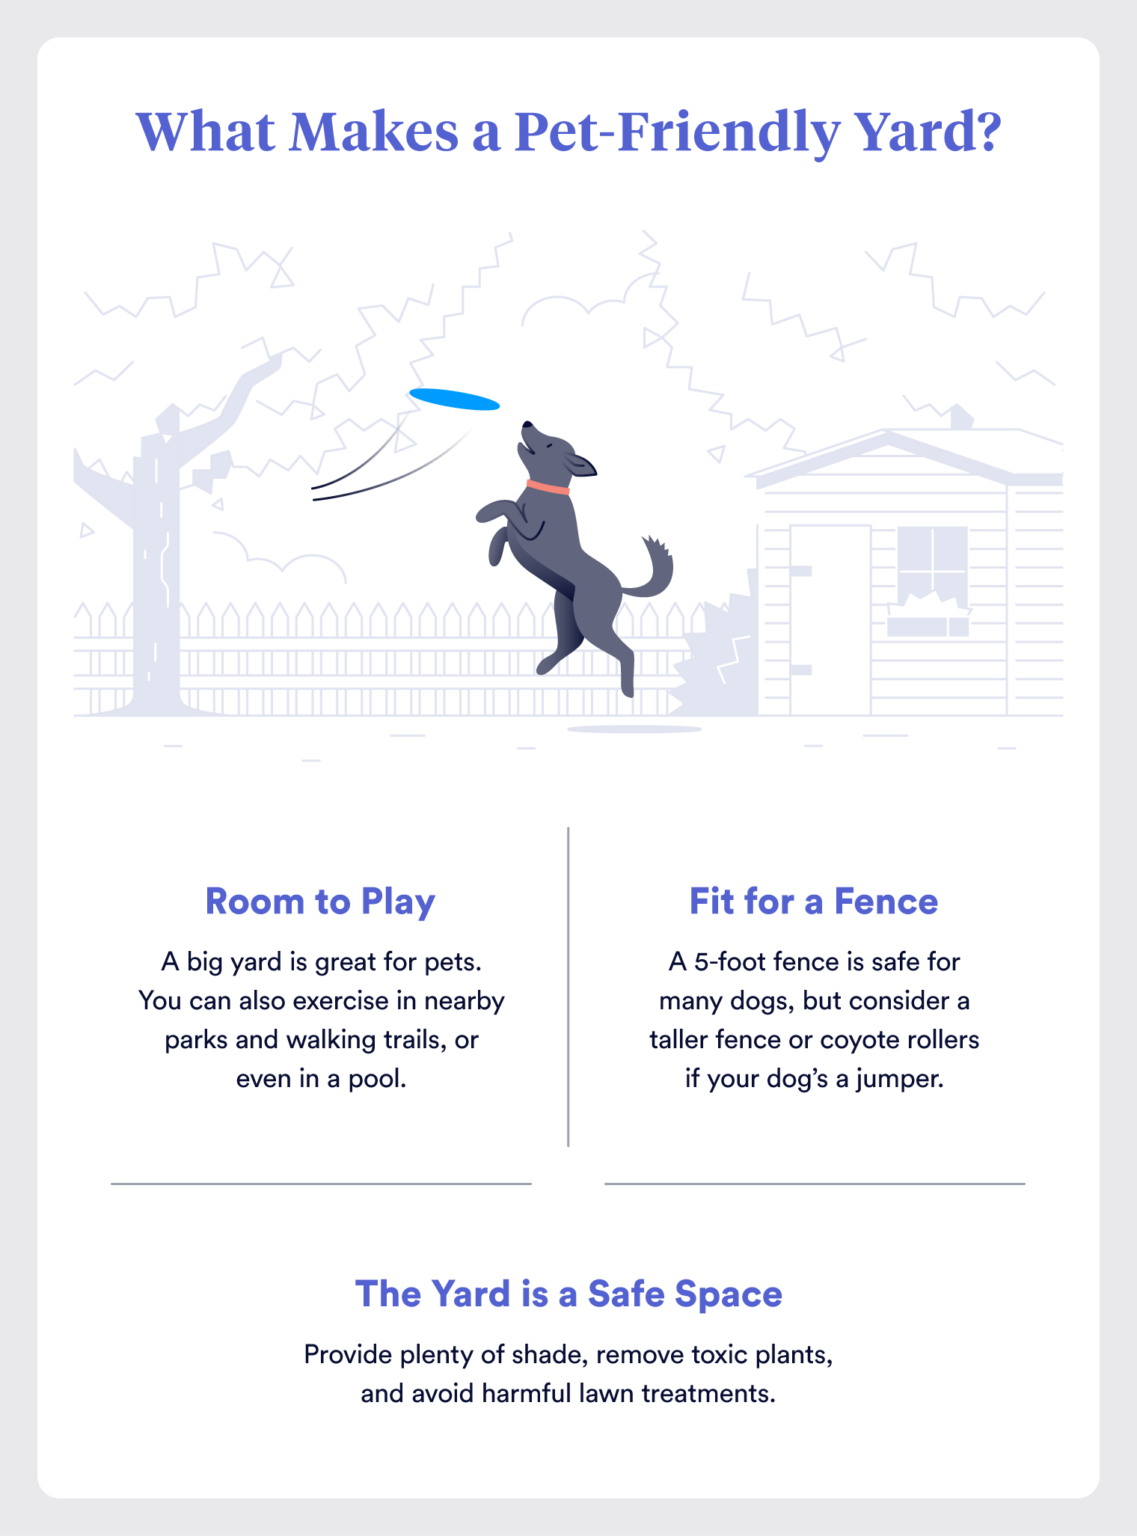 What Makes a Pet-Friendly Yard?
Room to Play
A big yard is great for pets.
You can also exercise in nearby
parks and walking trails, or
even in a pool.
Fit for a Fence
A 5-foot fence is safe for
many dogs, but consider a
taller fence or coyote rollers
if your dog’s a jumper.
The Yard is a Safe Space
Provide plenty of shade, remove toxic plants,
and avoid harmful lawn treatments.